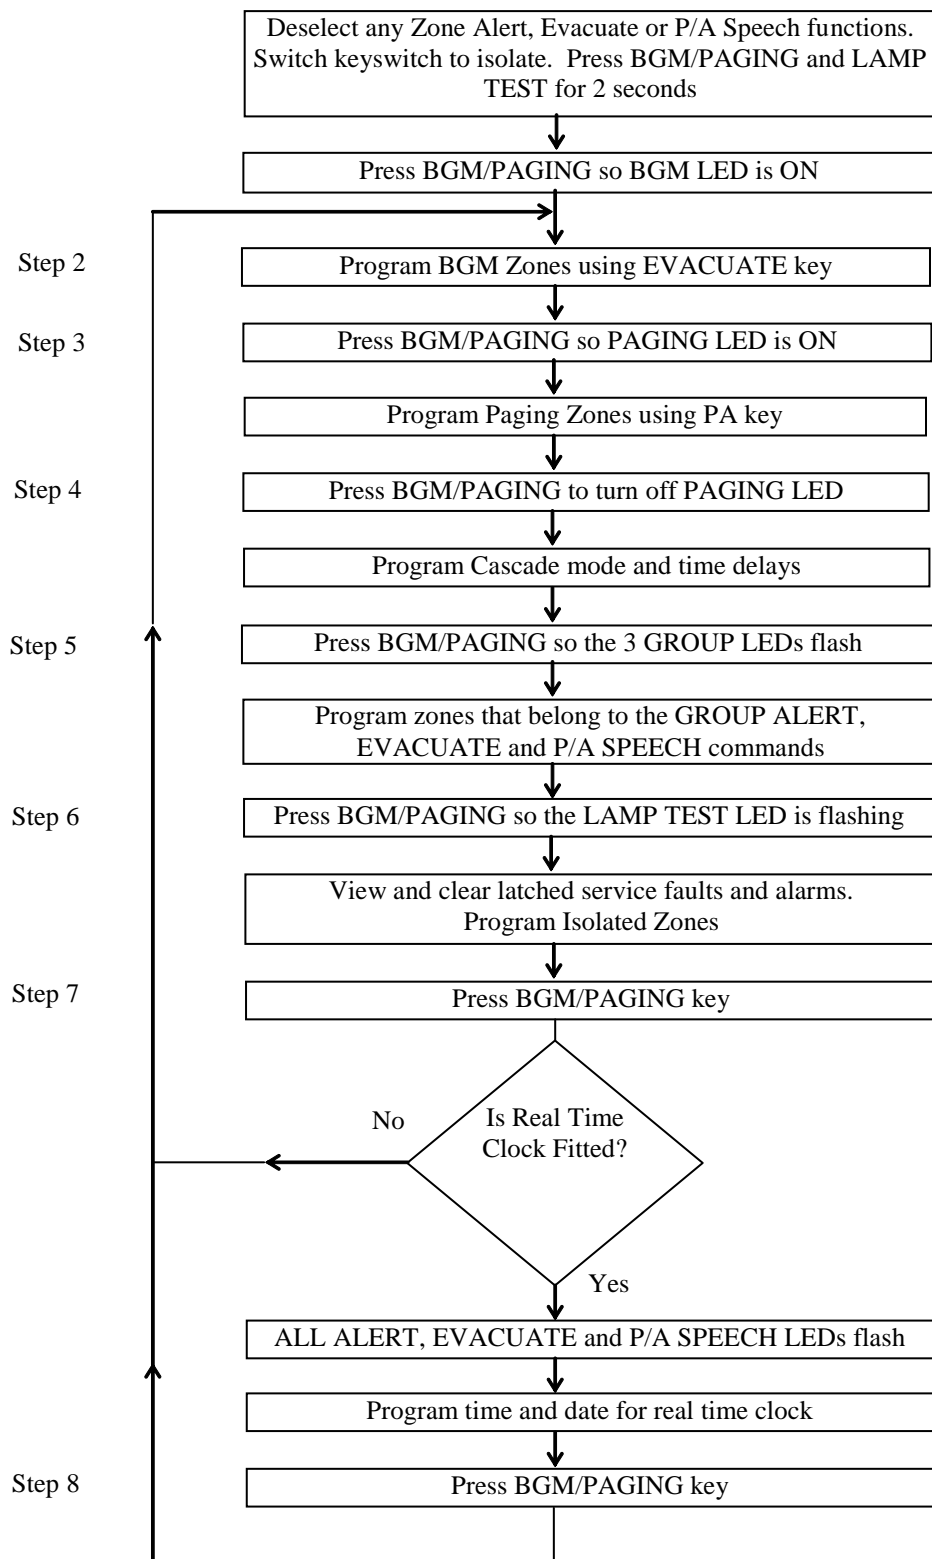 Deselect any Zone Alert, Evacuate or P/A Speech functions.
Switch keyswitch to isolate.  Press BGM/PAGING and LAMP
TEST for 2 seconds
Press BGM/PAGING so BGM LED is ON
Step 2
Program BGM Zones using EVACUATE key
Step 3
Press BGM/PAGING so PAGING LED is ON
Program Paging Zones using PA key
Step 4
Press BGM/PAGING to turn off PAGING LED
Program Cascade mode and time delays
Step 5
Press BGM/PAGING so the 3 GROUP LEDs flash
Program zones that belong to the GROUP ALERT,
EVACUATE and P/A SPEECH commands
Step 6
Press BGM/PAGING so the LAMP TEST LED is flashing
View and clear latched service faults and alarms.
Program Isolated Zones
Step 7
Press BGM/PAGING key
No
Is Real Time
Clock Fitted?
Yes
ALL ALERT, EVACUATE and P/A SPEECH LEDs flash
Program time and date for real time clock
Step 8
Press BGM/PAGING key